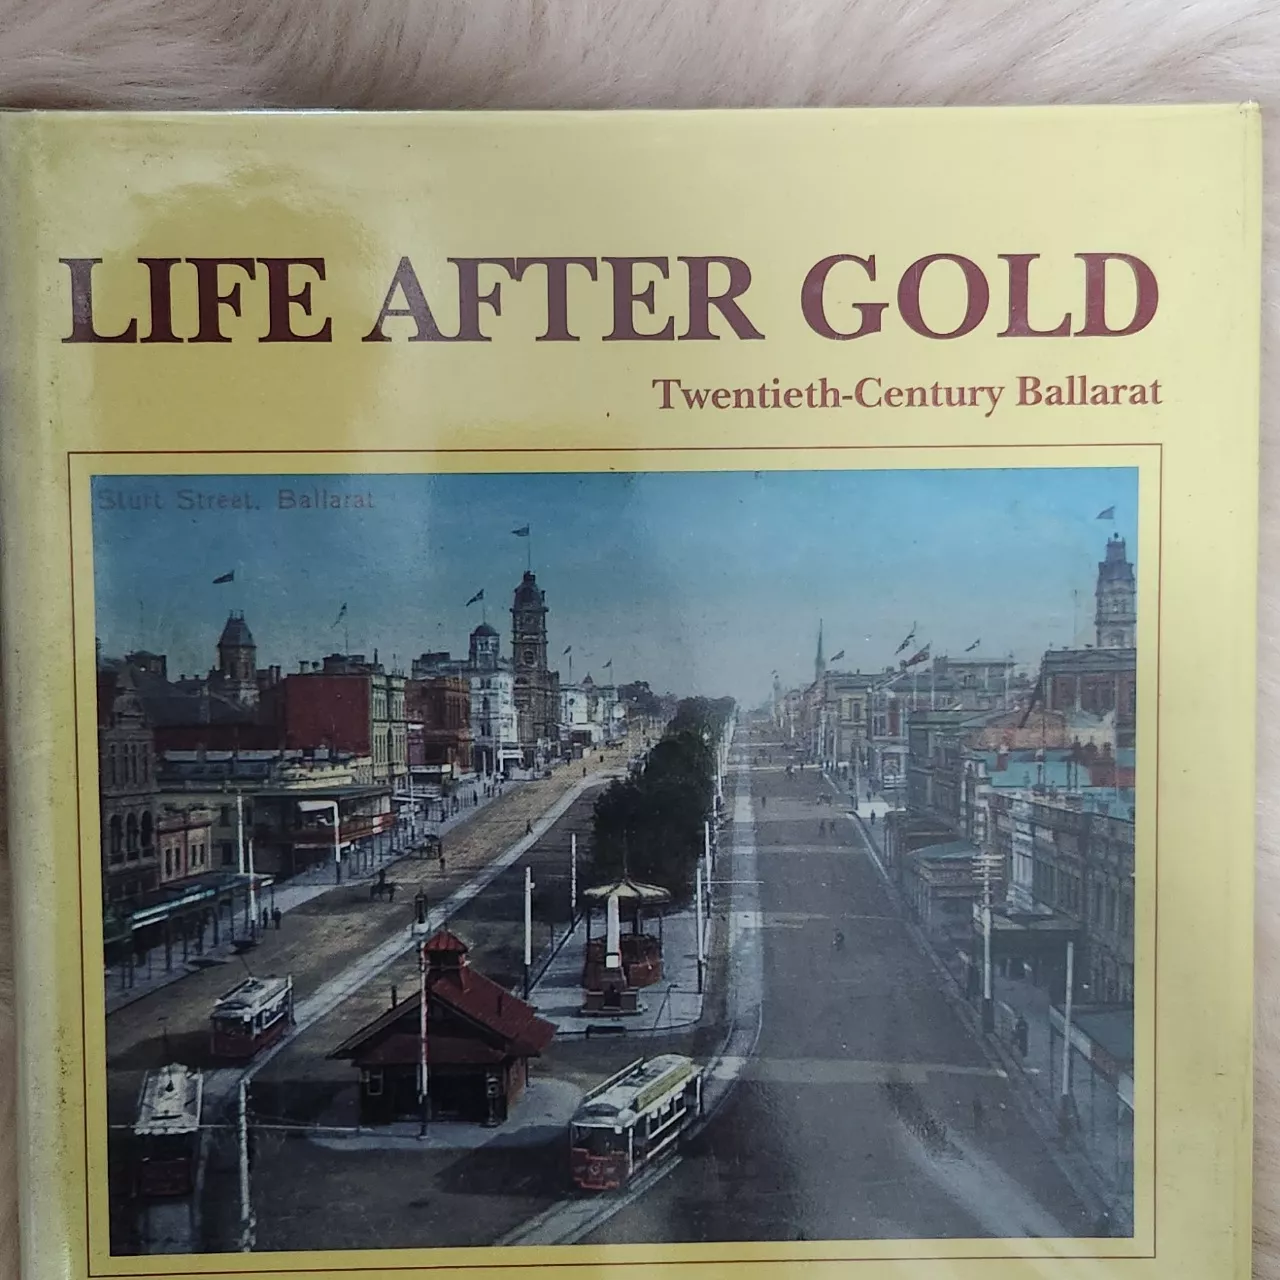 LIFE AFTER GOLD
Twentieth-Century Ballarat
Sturt Street, Ballarat